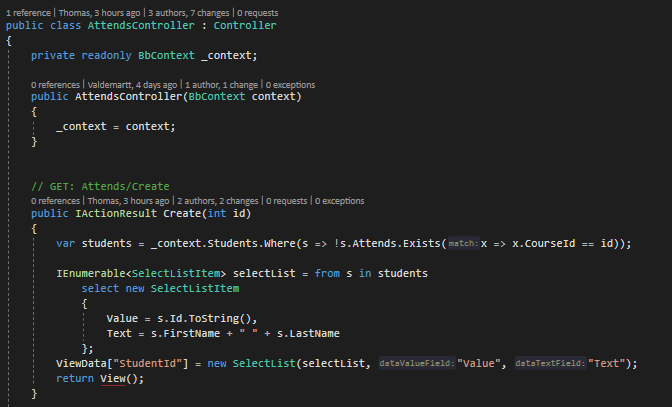 1 reference | Thomas, 3 hours ago | 3 authors, 7 changes | 0 requests
public class AttendsController : Controller
{
    private readonly BbContext _context;

    0 references | Valdemartt, 4 days ago | 1 author, 1 change | 0 exceptions
    public AttendsController(BbContext context)
    {
        _context = context;
    }

    // GET: Attends/Create
    0 references | Thomas, 3 hours ago | 2 authors, 2 changes | 0 requests | 0 exceptions
    public IActionResult Create(int id)
    {
        var students = _context.Students.Where(s => !s.Attends.Exists(match: x => x.CourseId == id));

        IEnumerable<SelectListItem> selectList = from s in students
            select new SelectListItem
            {
                Value = s.Id.ToString(),
                Text = s.FirstName + " " + s.LastName
            };
        ViewData["StudentId"] = new SelectList(selectList, dataValueField: "Value", dataTextField: "Text");
        return View();
    }